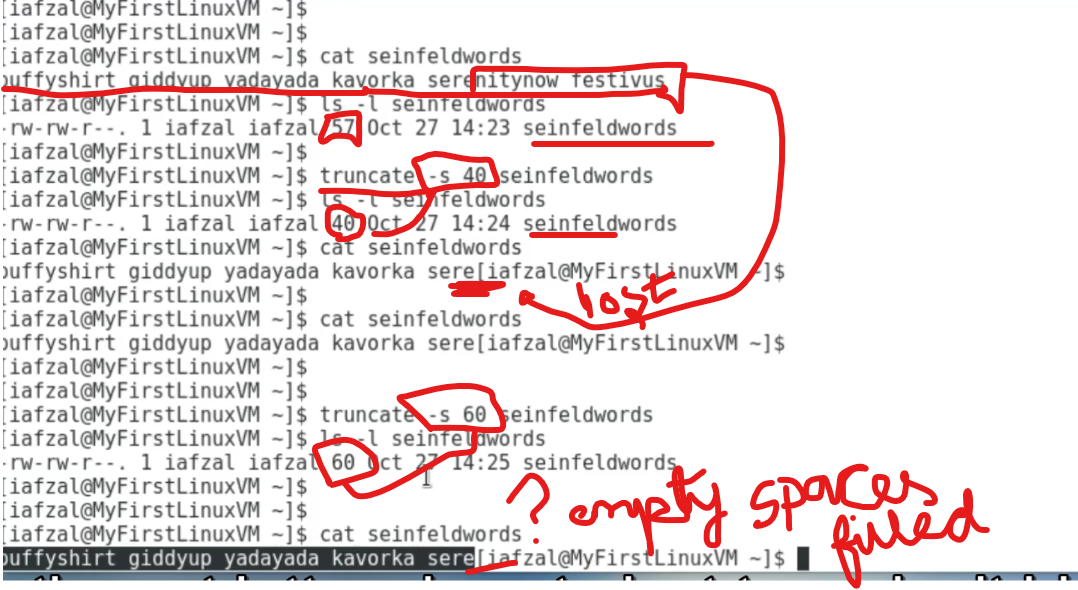 [iafzal@MyFirstLinuxVM ~]$
[iafzal@MyFirstLinuxVM ~]$
[iafzal@MyFirstLinuxVM ~]$ cat seinfeldwords
puffyshirt giddyup yadayada kavorka serenitynow festivus
[iafzal@MyFirstLinuxVM ~]$ ls -l seinfeldwords
-rw-rw-r--. 1 iafzal iafzal 57 Oct 27 14:23 seinfeldwords
[iafzal@MyFirstLinuxVM ~]$
[iafzal@MyFirstLinuxVM ~]$ truncate -s 40 seinfeldwords
[iafzal@MyFirstLinuxVM ~]$ ls -l seinfeldwords
-rw-rw-r--. 1 iafzal iafzal 40 Oct 27 14:24 seinfeldwords
[iafzal@MyFirstLinuxVM ~]$ cat seinfeldwords
puffyshirt giddyup yadayada kavorka sere[iafzal@MyFirstLinuxVM ~]$
[iafzal@MyFirstLinuxVM ~]$ lost
[iafzal@MyFirstLinuxVM ~]$ cat seinfeldwords
puffyshirt giddyup yadayada kavorka sere[iafzal@MyFirstLinuxVM ~]$
[iafzal@MyFirstLinuxVM ~]$
[iafzal@MyFirstLinuxVM ~]$
[iafzal@MyFirstLinuxVM ~]$ truncate -s 60 seinfeldwords
[iafzal@MyFirstLinuxVM ~]$ ls -l seinfeldwords
-rw-rw-r--. 1 iafzal iafzal 60 Oct 27 14:25 seinfeldwords
[iafzal@MyFirstLinuxVM ~]$
[iafzal@MyFirstLinuxVM ~]$ ? empty spaces filled
[iafzal@MyFirstLinuxVM ~]$ cat seinfeldwords
puffyshirt giddyup yadayada kavorka sere[iafzal@MyFirstLinuxVM ~]$